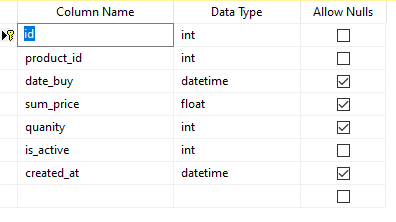 Column Name Data Type Allow Nulls
id int
product_id int
date_buy datetime
sum_price float
quanity int
is_active int
created_at datetime